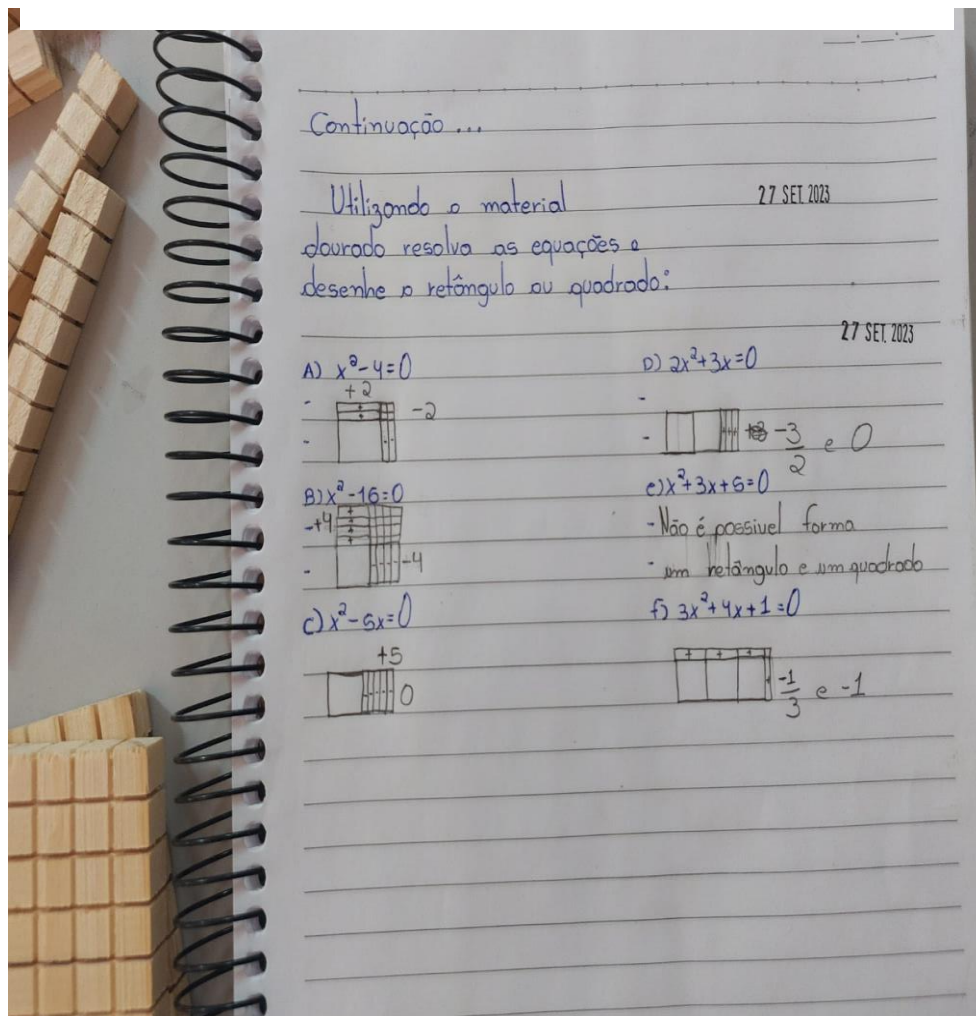 Continuação...
Utilizando o material
27 SET. 2023
dourado resolva as equações e
desenhe o retângulo ou quadrado:
27 SET. 2023
A) x²-4=0
+2
-2
B) x²-16=0
+4
-4
C) x²-5x=0
+5
0
D) 2x²+3x=0
-3/2 e 0
e) x²+3x+5=0
- Não é possivel forma
- um retângulo e um quadrado
f) 3x²+4x+1=0
-1/3 e -1